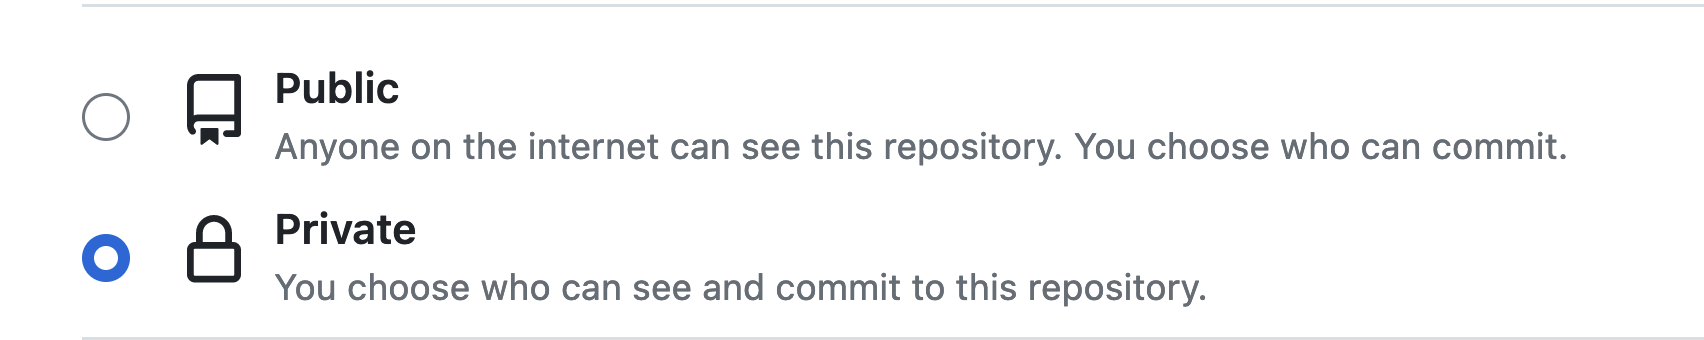 Public
Anyone on the internet can see this repository. You choose who can commit.
Private
You choose who can see and commit to this repository.